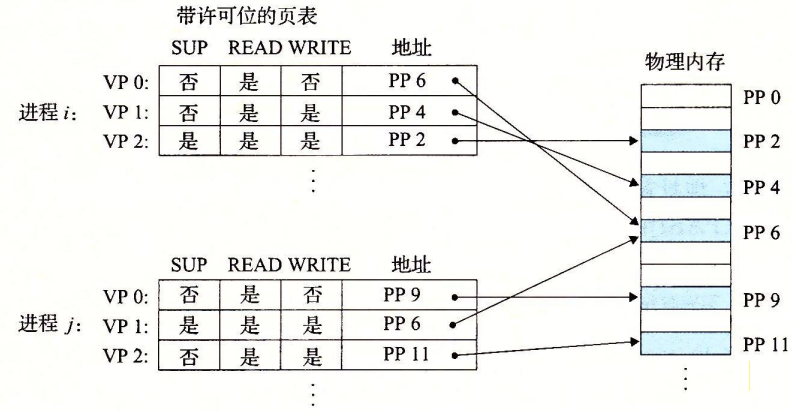 带许可位的页表
SUP READ WRITE 地址
物理内存
进程 i:
VP 0: 否 是 否 PP 6
VP 1: 否 是 是 PP 4
VP 2: 是 是 是 PP 2
PP 0
PP 2
PP 4
PP 6
PP 9
PP 11
SUP READ WRITE 地址
进程 j:
VP 0: 否 是 否 PP 9
VP 1: 是 是 是 PP 6
VP 2: 否 是 是 PP 11